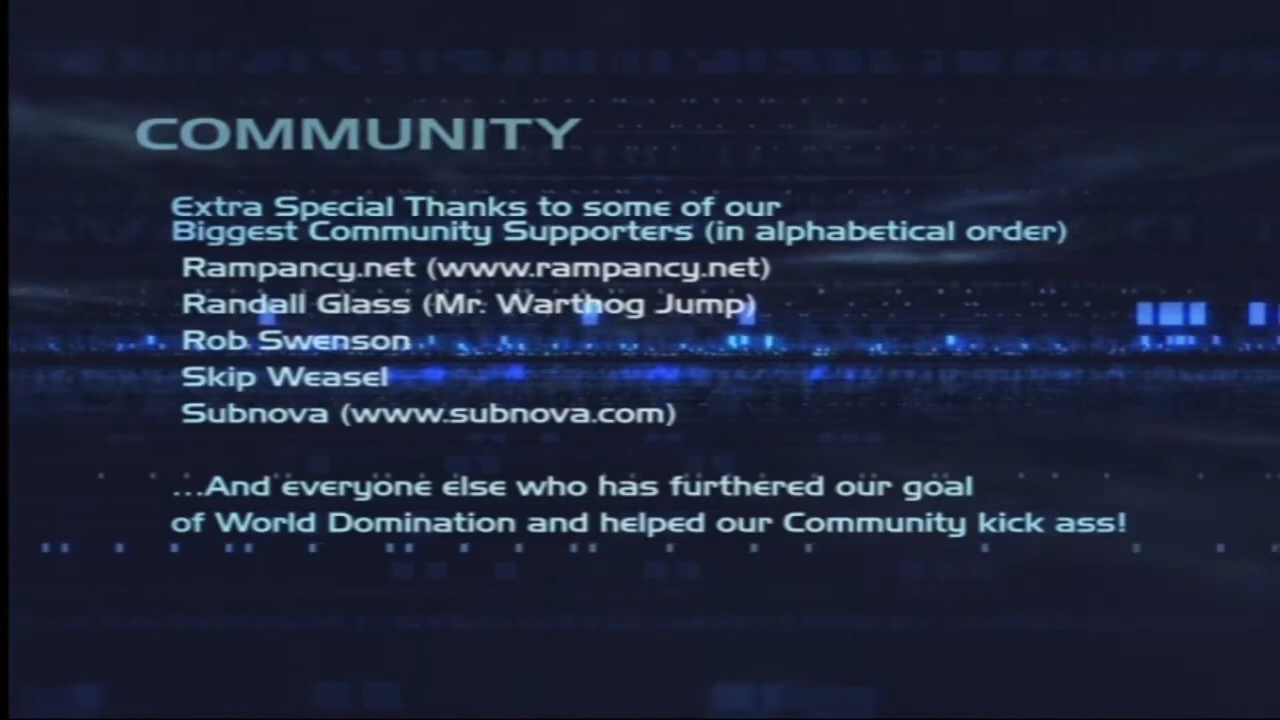 COMMUNITY
Extra Special Thanks to some of our
Biggest Community Supporters (in alphabetical order)
Rampancy.net (www.rampancy.net)
Randall Glass (Mr. Warthog Jump)
Rob Swenson
Skip Weasel
Subnova (www.subnova.com)
...And everyone else who has furthered our goal
of World Domination and helped our Community kick ass!